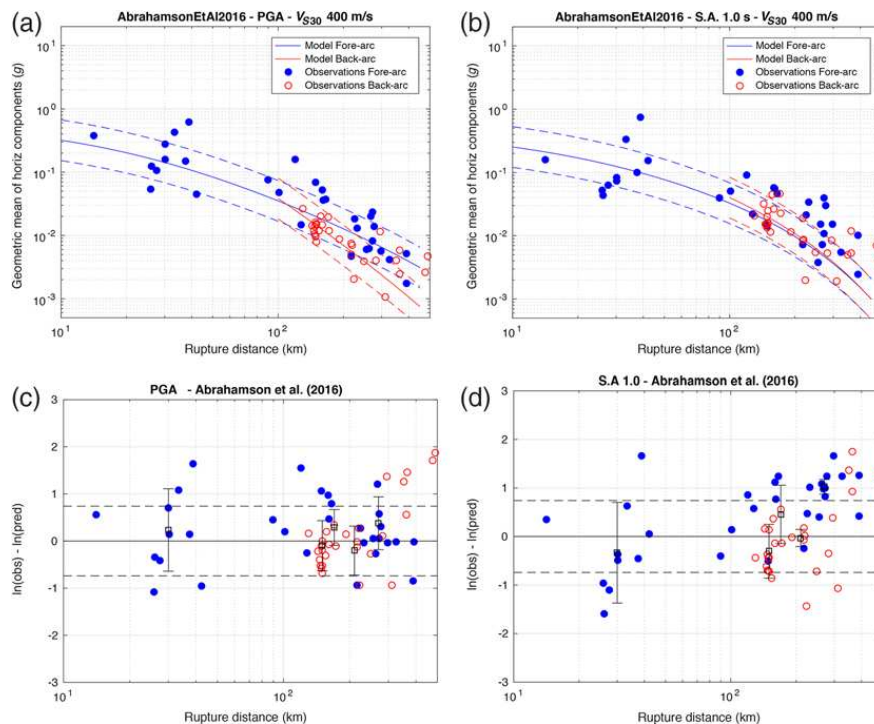 (a)
AbrahamsonEtAl2016 - PGA - VS30 400 m/s
Geometric mean of horiz components (g)
10^1
10^0
10^-1
10^-2
10^-3
Model Fore-arc
Model Back-arc
Observations Fore-arc
Observations Back-arc
10^1
10^2
Rupture distance (km)
(b)
AbrahamsonEtAl2016 - S.A. 1.0 s - VS30 400 m/s
Geometric mean of horiz components (g)
10^1
10^0
10^-1
10^-2
10^-3
Model Fore-arc
Model Back-arc
Observations Fore-arc
Observations Back-arc
10^1
10^2
Rupture distance (km)
(c)
PGA - Abrahamson et al. (2016)
ln(obs) - ln(pred)
3
2
1
0
-1
-2
-3
10^1
10^2
Rupture distance (km)
(d)
S.A 1.0 - Abrahamson et al. (2016)
ln(obs) - ln(pred)
3
2
1
0
-1
-2
-3
10^1
10^2
Rupture distance (km)